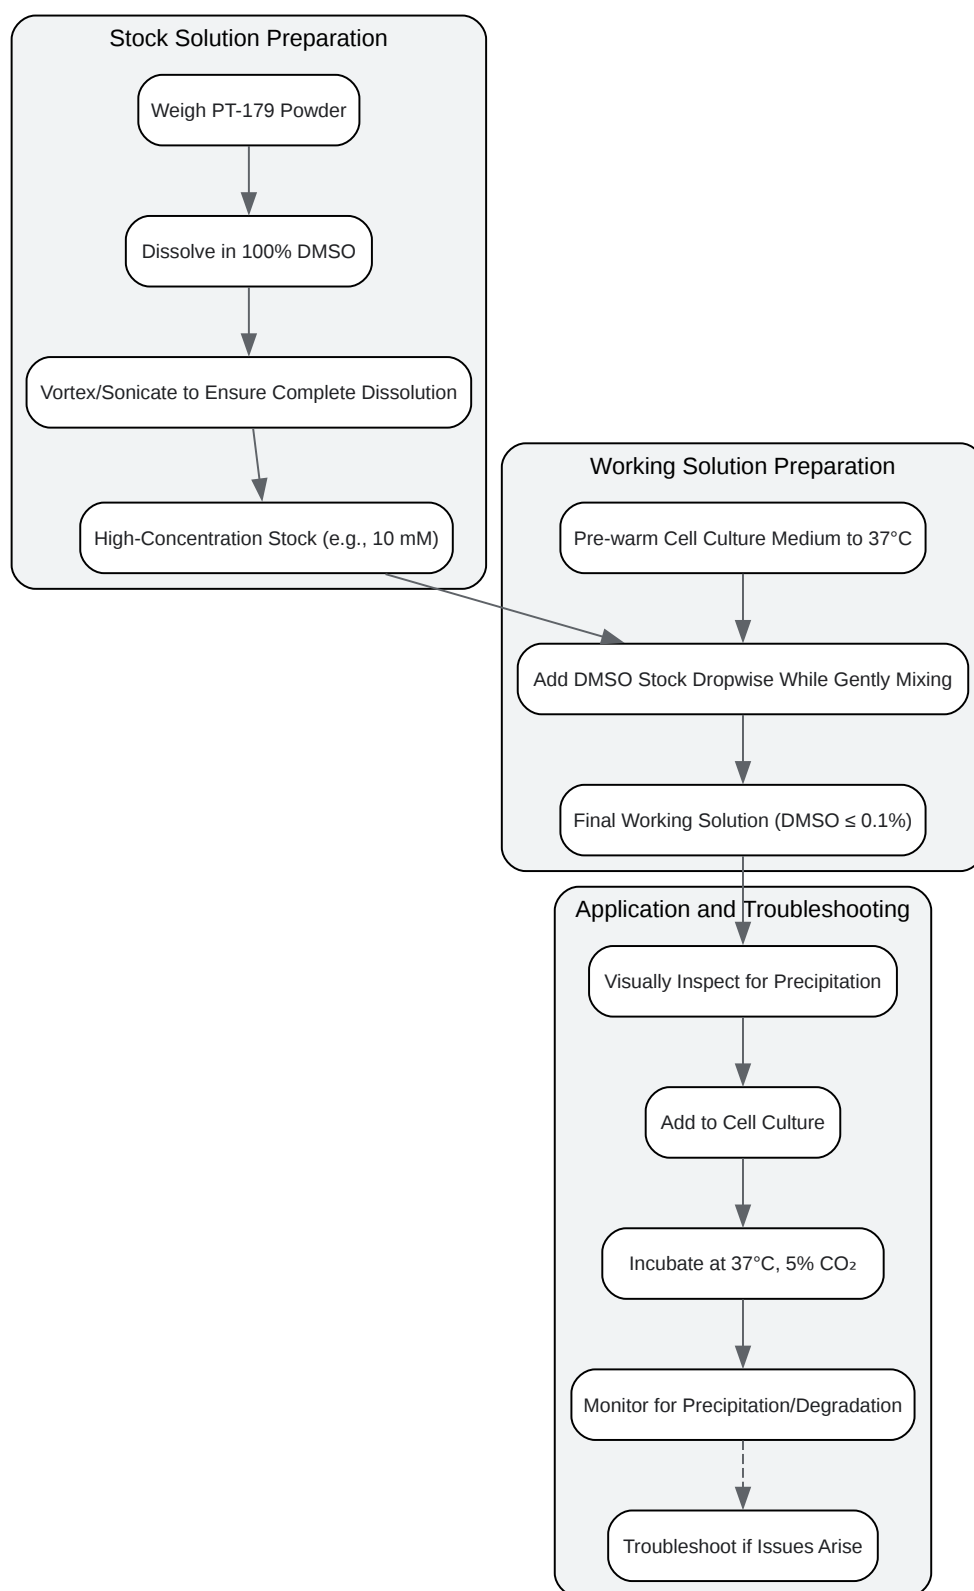 Stock Solution Preparation
Weigh PT-179 Powder
Dissolve in 100% DMSO
Vortex/Sonicate to Ensure Complete Dissolution
High-Concentration Stock (e.g., 10 mM)
Working Solution Preparation
Pre-warm Cell Culture Medium to 37°C
Add DMSO Stock Dropwise While Gently Mixing
Final Working Solution (DMSO ≤ 0.1%)
Application and Troubleshooting
Visually Inspect for Precipitation
Add to Cell Culture
Incubate at 37°C, 5% CO₂
Monitor for Precipitation/Degradation
Troubleshoot if Issues Arise